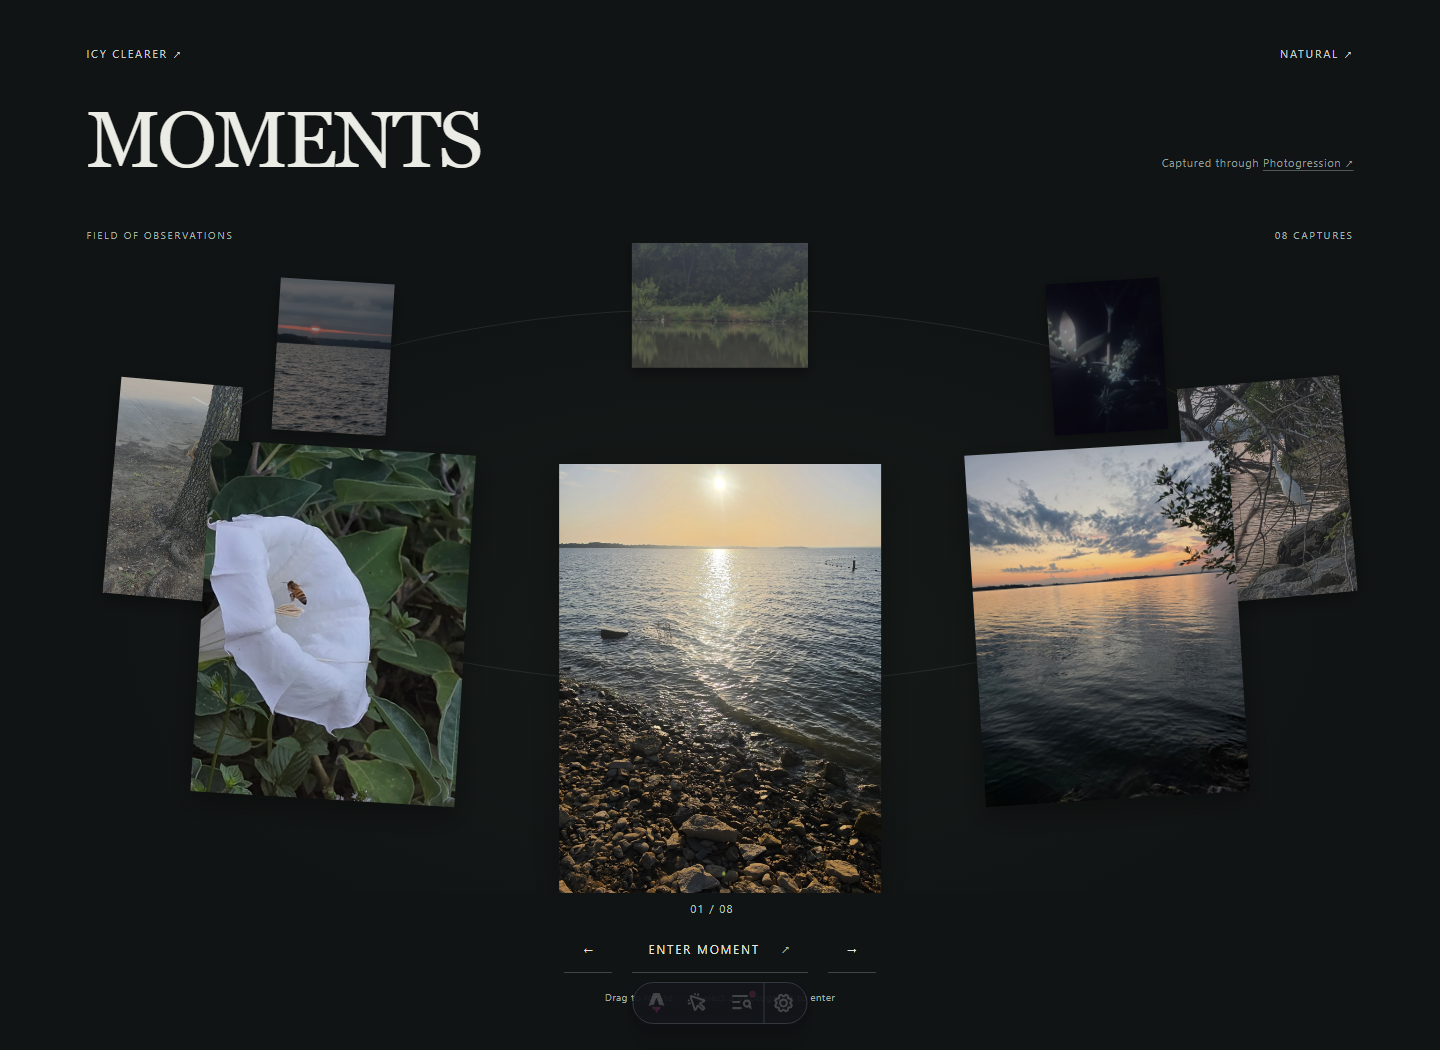 ICY CLEARER ↗
NATURAL ↗
MOMENTS
Captured through Photogression ↗
FIELD OF OBSERVATIONS
08 CAPTURES
01 / 08
← ENTER MOMENT ↗ →
Drag enter